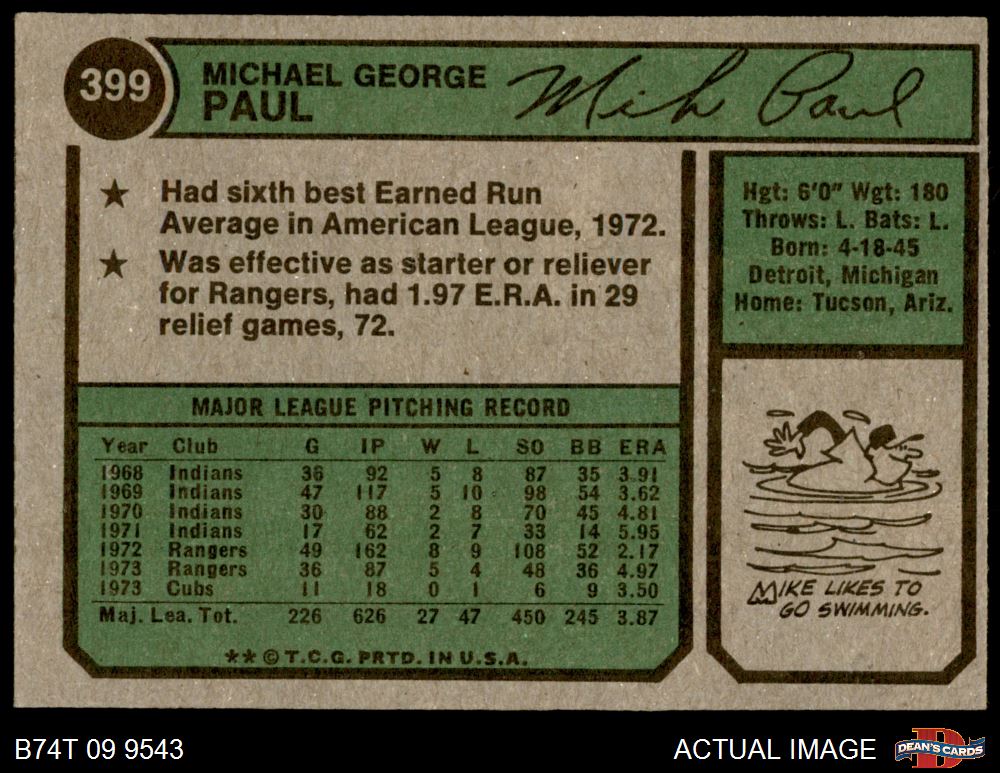 399
MICHAEL GEORGE
PAUL
Mik Paul
★ Had sixth best Earned Run
Average in American League, 1972.
★ Was effective as starter or reliever
for Rangers, had 1.97 E.R.A. in 29
relief games, 72.
Hgt: 6'0" Wgt: 180
Throws: L. Bats: L.
Born: 4-18-45
Detroit, Michigan
Home: Tucson, Ariz.
MAJOR LEAGUE PITCHING RECORD
Year Club G IP W L SO BB ERA
1968 Indians 36 92 5 8 87 35 3.91
1969 Indians 47 117 5 10 98 54 3.62
1970 Indians 30 88 2 8 70 45 4.81
1971 Indians 17 62 2 7 33 14 5.95
1972 Rangers 49 162 8 9 108 52 2.17
1973 Rangers 36 87 5 4 48 36 4.97
1973 Cubs 11 18 0 1 6 9 3.50
Maj. Lea. Tot. 226 626 27 47 450 245 3.87
**© T.C.G. PRTD. IN U.S.A.
MIKE LIKES TO
GO SWIMMING.
B74T 09 9543
ACTUAL IMAGE
D
DEAN'S CARDS